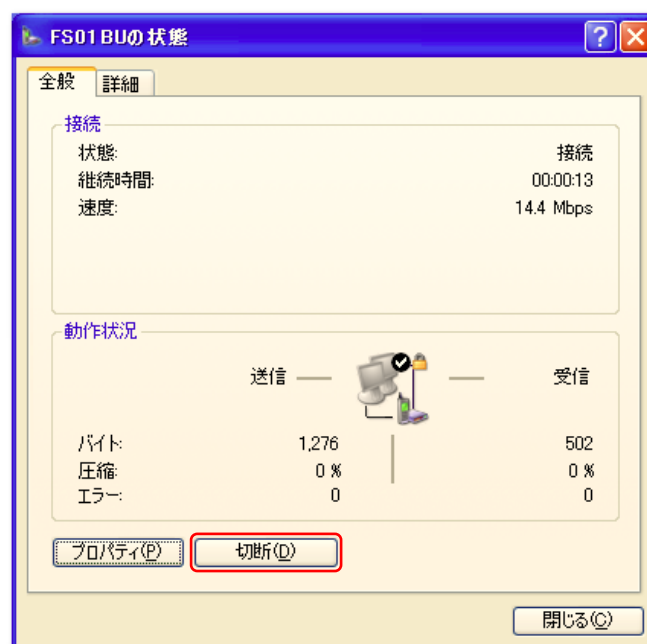 FS01BUの状態
全般 詳細
接続
状態: 接続
継続時間: 00:00:13
速度: 14.4 Mbps
動作状況
送信 受信
バイト: 1,276 502
圧縮: 0 % 0 %
エラー: 0 0
プロパティ(P) 切断(D)
閉じる(C)